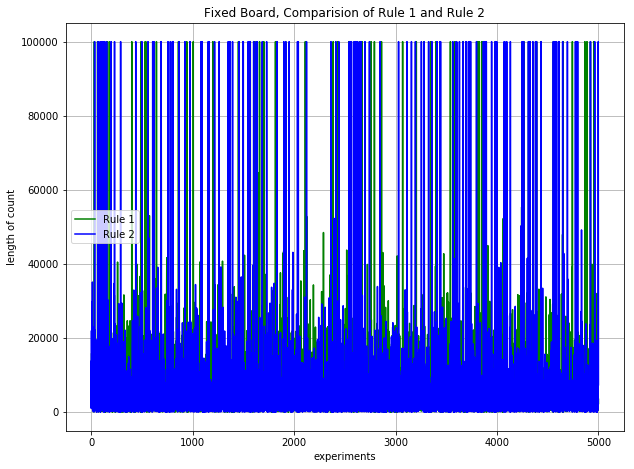 Fixed Board, Comparision of Rule 1 and Rule 2
length of count
100000
80000
60000
40000
20000
0
Rule 1
Rule 2
0
1000
2000
3000
4000
5000
experiments